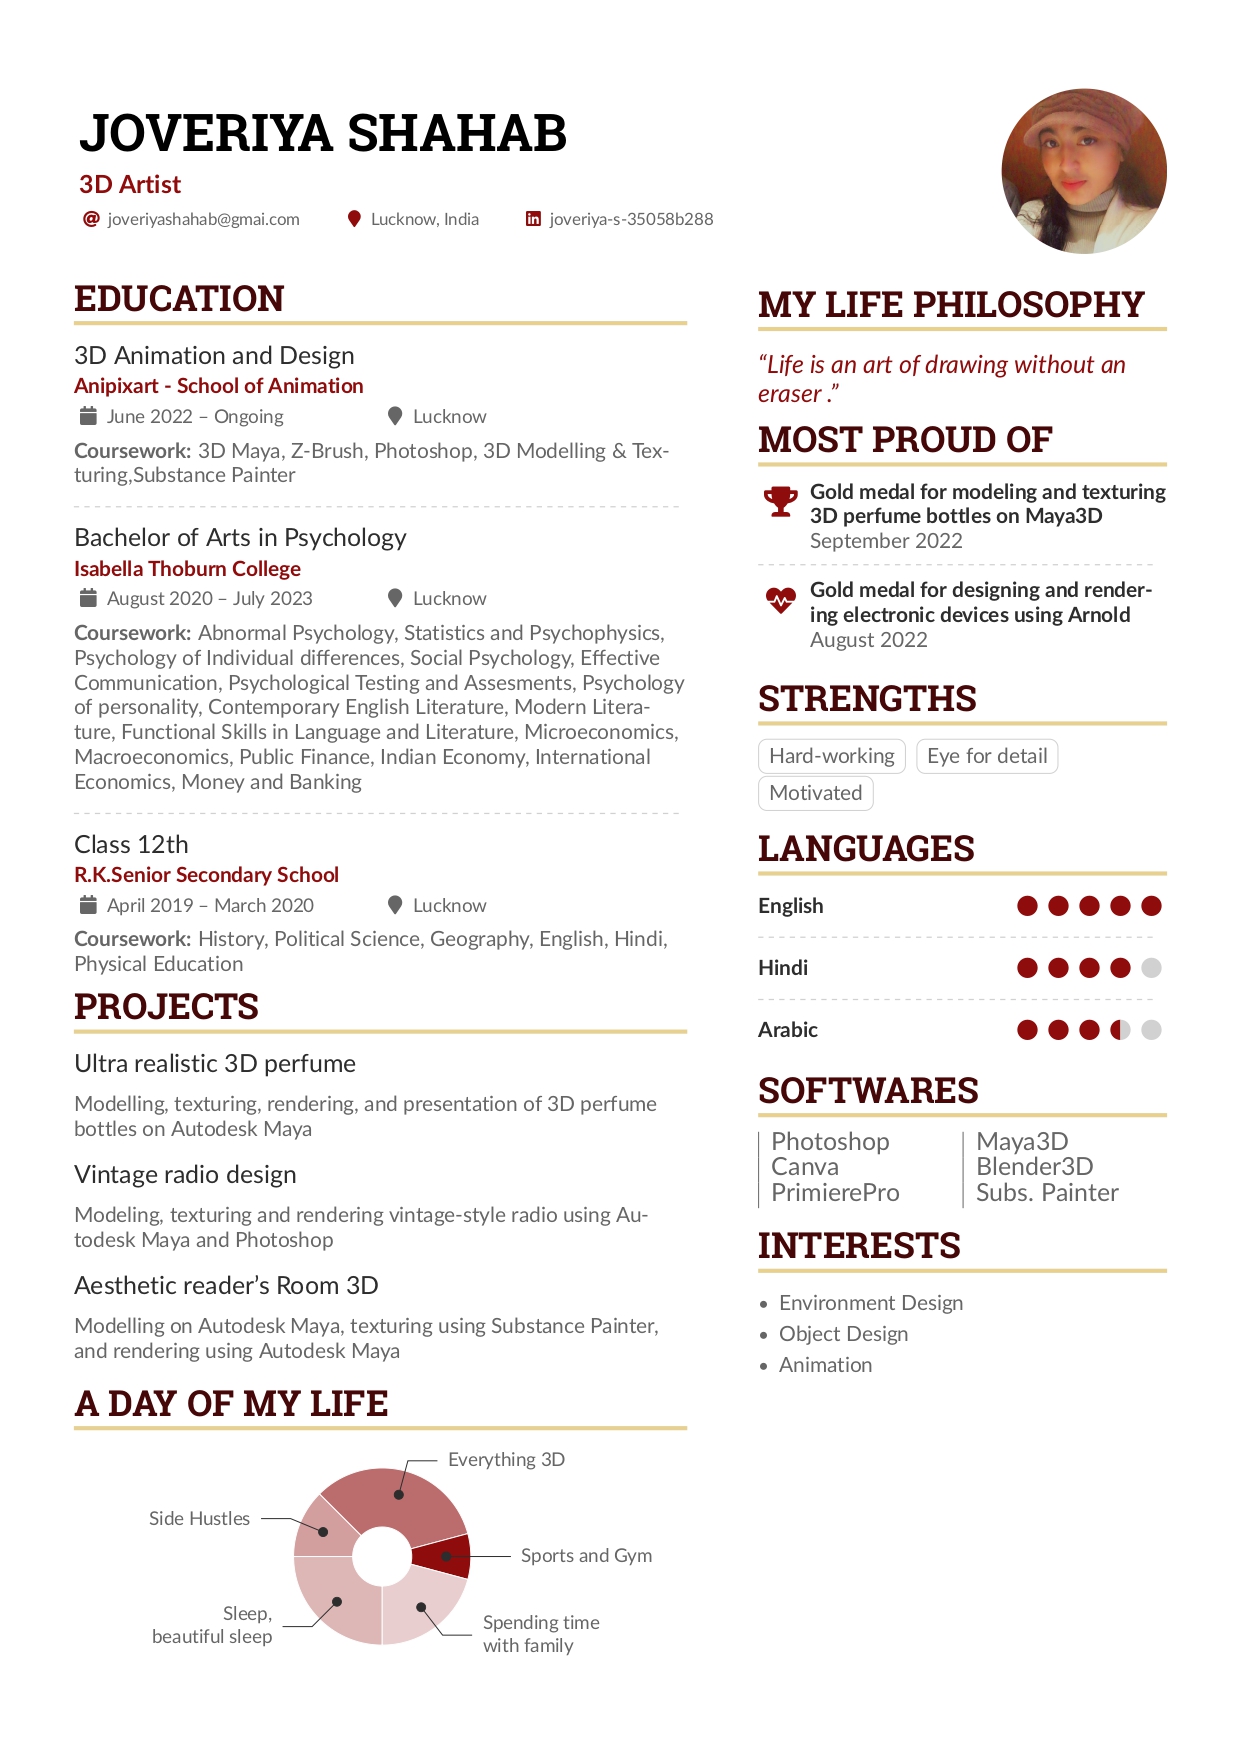 JOVERIYA SHAHAB
3D Artist
joveriyashahab@gmai.com
Lucknow, India
joveriya-s-35058b288
EDUCATION
3D Animation and Design
Anipixart - School of Animation
June 2022 – Ongoing
Lucknow
Coursework: 3D Maya, Z-Brush, Photoshop, 3D Modelling & Tex-
turing,Substance Painter
Bachelor of Arts in Psychology
Isabella Thoburn College
August 2020 – July 2023
Lucknow
Coursework: Abnormal Psychology, Statistics and Psychophysics,
Psychology of Individual differences, Social Psychology, Effective
Communication, Psychological Testing and Assesments, Psychology
of personality, Contemporary English Literature, Modern Litera-
ture, Functional Skills in Language and Literature, Microeconomics,
Macroeconomics, Public Finance, Indian Economy, International
Economics, Money and Banking
Class 12th
R.K.Senior Secondary School
April 2019 – March 2020
Lucknow
Coursework: History, Political Science, Geography, English, Hindi,
Physical Education
PROJECTS
Ultra realistic 3D perfume
Modelling, texturing, rendering, and presentation of 3D perfume
bottles on Autodesk Maya
Vintage radio design
Modeling, texturing and rendering vintage-style radio using Au-
todesk Maya and Photoshop
Aesthetic reader’s Room 3D
Modelling on Autodesk Maya, texturing using Substance Painter,
and rendering using Autodesk Maya
A DAY OF MY LIFE
Everything 3D
Side Hustles
Sports and Gym
Sleep,
beautiful sleep
Spending time
with family
MY LIFE PHILOSOPHY
“Life is an art of drawing without an
eraser .”
MOST PROUD OF
Gold medal for modeling and texturing
3D perfume bottles on Maya3D
September 2022
Gold medal for designing and render-
ing electronic devices using Arnold
August 2022
STRENGTHS
Hard-working
Eye for detail
Motivated
LANGUAGES
English
Hindi
Arabic
SOFTWARES
Photoshop
Canva
PrimierePro
Maya3D
Blender3D
Subs. Painter
INTERESTS
• Environment Design
• Object Design
• Animation